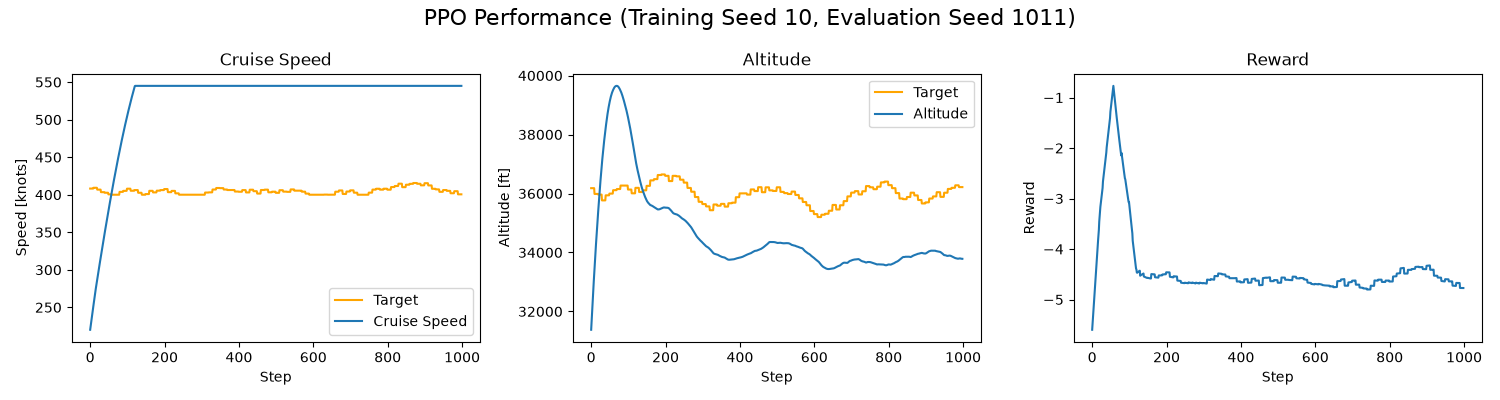 PPO Performance (Training Seed 10, Evaluation Seed 1011)
Cruise Speed
550
500
450
400
350
300
250
Speed [knots]
Target
Cruise Speed
0 200 400 600 800 1000
Step
Altitude
40000
38000
36000
34000
32000
Altitude [ft]
Target
Altitude
0 200 400 600 800 1000
Step
Reward
−1
−2
−3
−4
−5
Reward
0 200 400 600 800 1000
Step